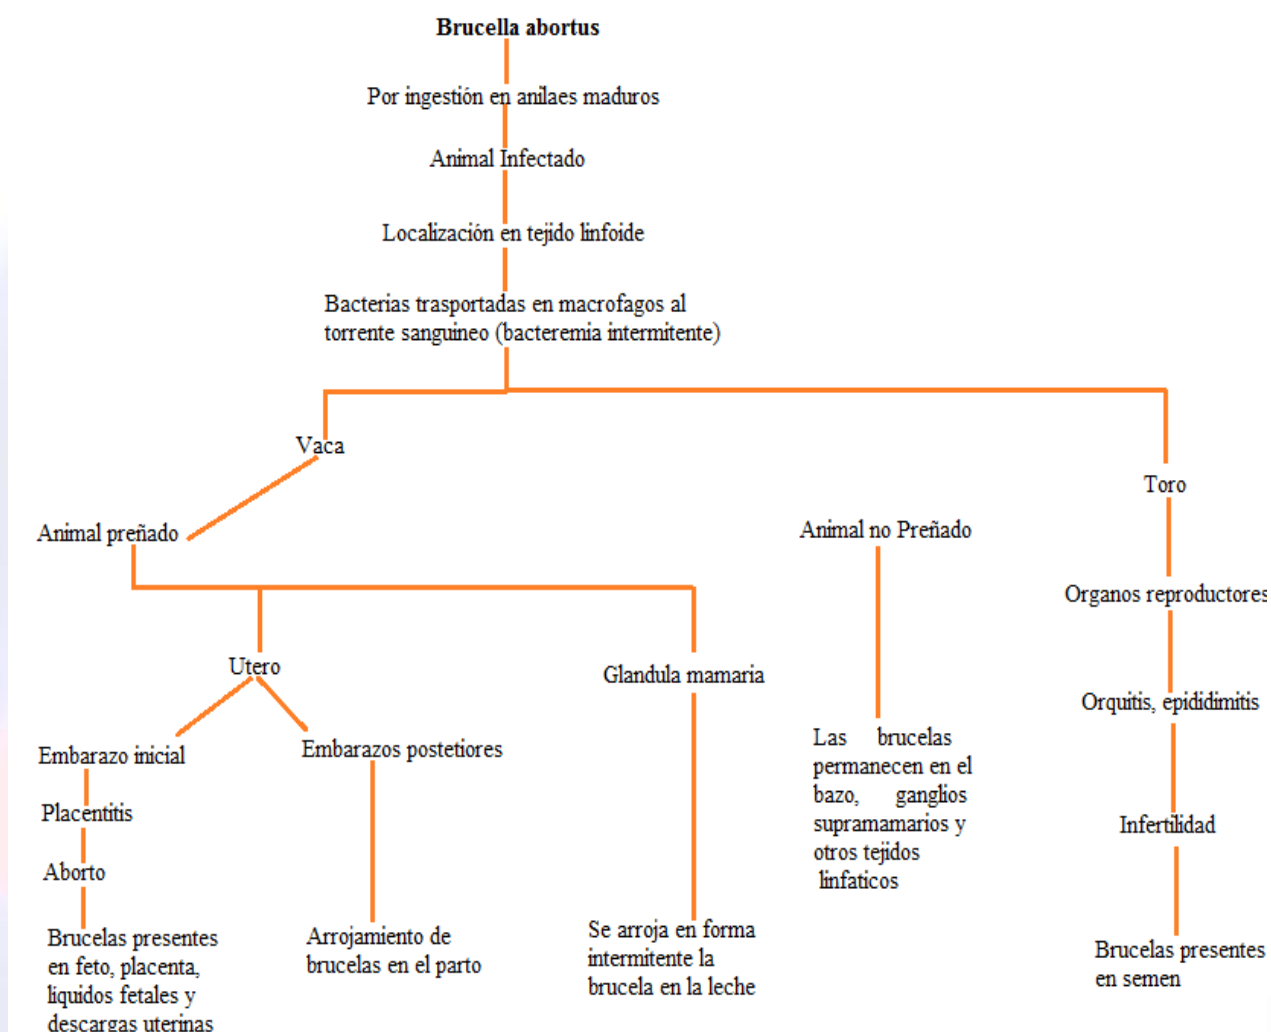 Brucella abortus
Por ingestión en anilaes maduros
Animal Infectado
Localización en tejido linfoide
Bacterias trasportadas en macrofagos al
torrente sanguineo (bacteremia intermitente)
Vaca
Toro
Animal preñado
Animal no Preñado
Organos reproductores
Utero
Glandula mamaria
Orquitis, epididimitis
Embarazo inicial
Embarazos postetiores
Las brucelas
permanecen en el
bazo, ganglios
supramamarios y
otros tejidos
linfaticos
Placentitis
Infertilidad
Aborto
Brucelas presentes
en feto, placenta,
liquidos fetales y
descargas uterinas
Arrojamiento de
brucelas en el parto
Se arroja en forma
intermitente la
brucela en la leche
Brucelas presentes
en semen